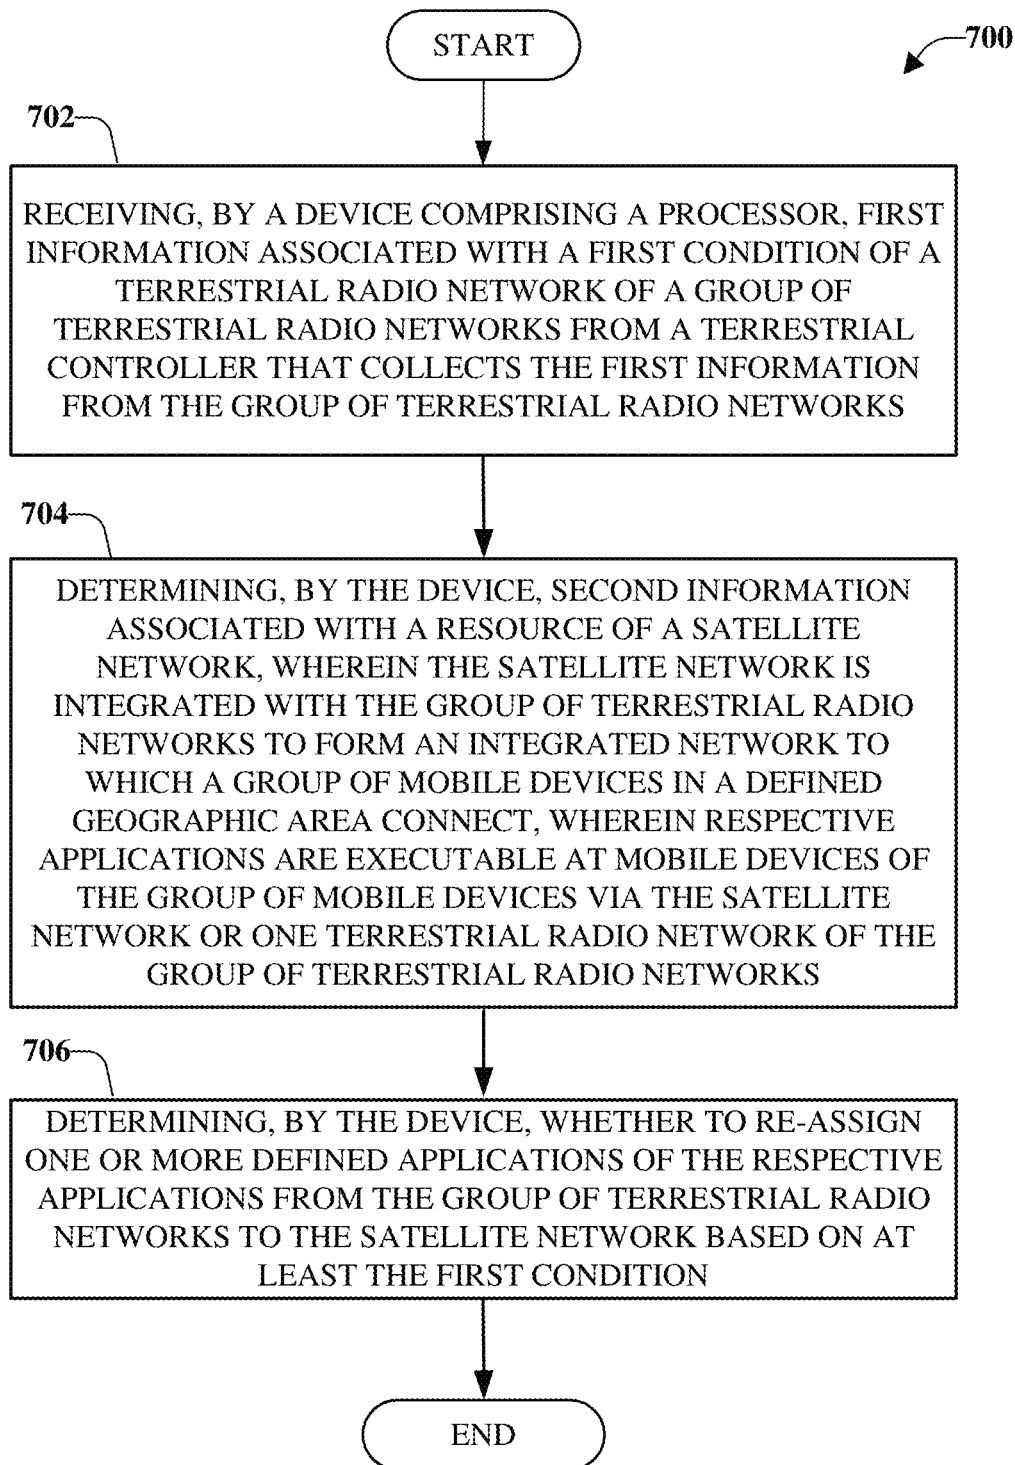 START
700
702
RECEIVING, BY A DEVICE COMPRISING A PROCESSOR, FIRST
INFORMATION ASSOCIATED WITH A FIRST CONDITION OF A
TERRESTRIAL RADIO NETWORK OF A GROUP OF
TERRESTRIAL RADIO NETWORKS FROM A TERRESTRIAL
CONTROLLER THAT COLLECTS THE FIRST INFORMATION
FROM THE GROUP OF TERRESTRIAL RADIO NETWORKS
704
DETERMINING, BY THE DEVICE, SECOND INFORMATION
ASSOCIATED WITH A RESOURCE OF A SATELLITE
NETWORK, WHEREIN THE SATELLITE NETWORK IS
INTEGRATED WITH THE GROUP OF TERRESTRIAL RADIO
NETWORKS TO FORM AN INTEGRATED NETWORK TO
WHICH A GROUP OF MOBILE DEVICES IN A DEFINED
GEOGRAPHIC AREA CONNECT, WHEREIN RESPECTIVE
APPLICATIONS ARE EXECUTABLE AT MOBILE DEVICES OF
THE GROUP OF MOBILE DEVICES VIA THE SATELLITE
NETWORK OR ONE TERRESTRIAL RADIO NETWORK OF THE
GROUP OF TERRESTRIAL RADIO NETWORKS
706
DETERMINING, BY THE DEVICE, WHETHER TO RE-ASSIGN
ONE OR MORE DEFINED APPLICATIONS OF THE RESPECTIVE
APPLICATIONS FROM THE GROUP OF TERRESTRIAL RADIO
NETWORKS TO THE SATELLITE NETWORK BASED ON AT
LEAST THE FIRST CONDITION
END